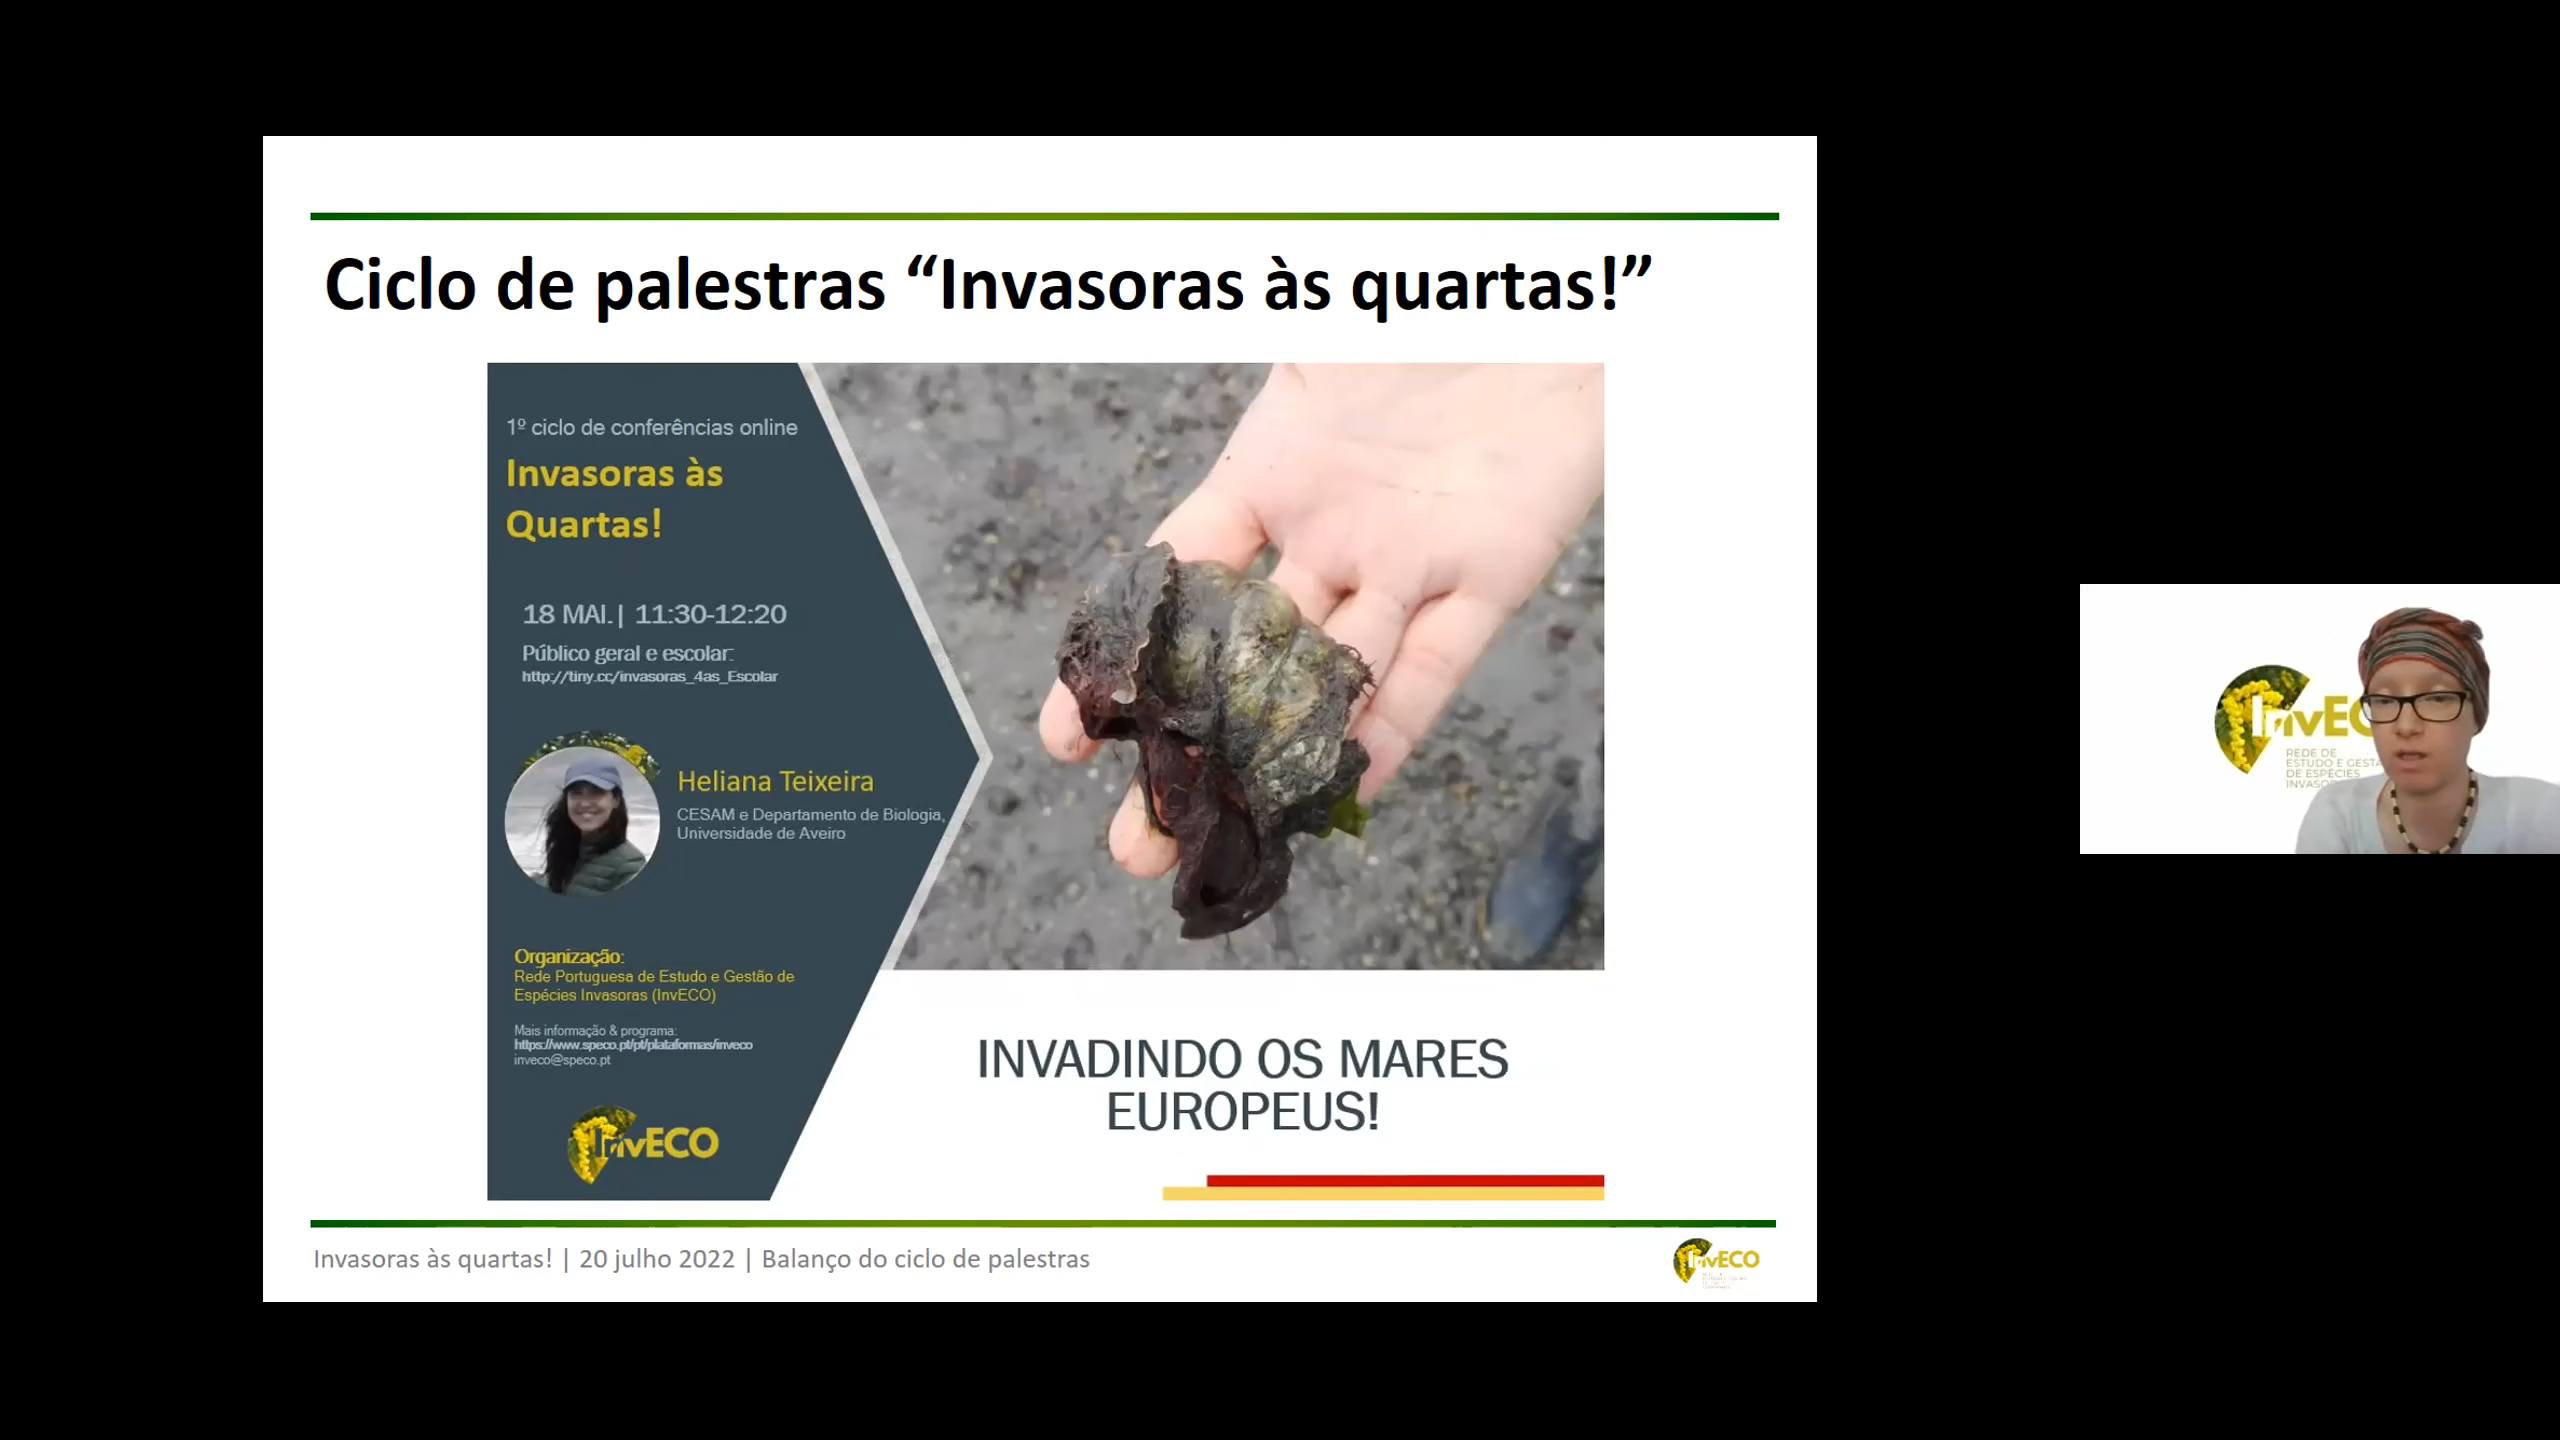 Ciclo de palestras “Invasoras às quartas!”
1º ciclo de conferências online
Invasoras às
Quartas!
18 MAI. | 11:30-12:20
Público geral e escolar:
http://tiny.cc/invasoras_4as_Escolar
Heliana Teixeira
CESAM e Departamento de Biologia,
Universidade de Aveiro
Organização:
Rede Portuguesa de Estudo e Gestão de
Espécies Invasoras (InvECO)
Mais informação & programa:
https://www.speco.pt/pt/plataformas/inveco
inveco@speco.pt
InvECO
INVADINDO OS MARES
EUROPEUS!
Invasoras às quartas! | 20 julho 2022 | Balanço do ciclo de palestras
InvECO
InvEC
REDE DE
ESTUDO E GEST
DE ESPÉCIES
INVASO